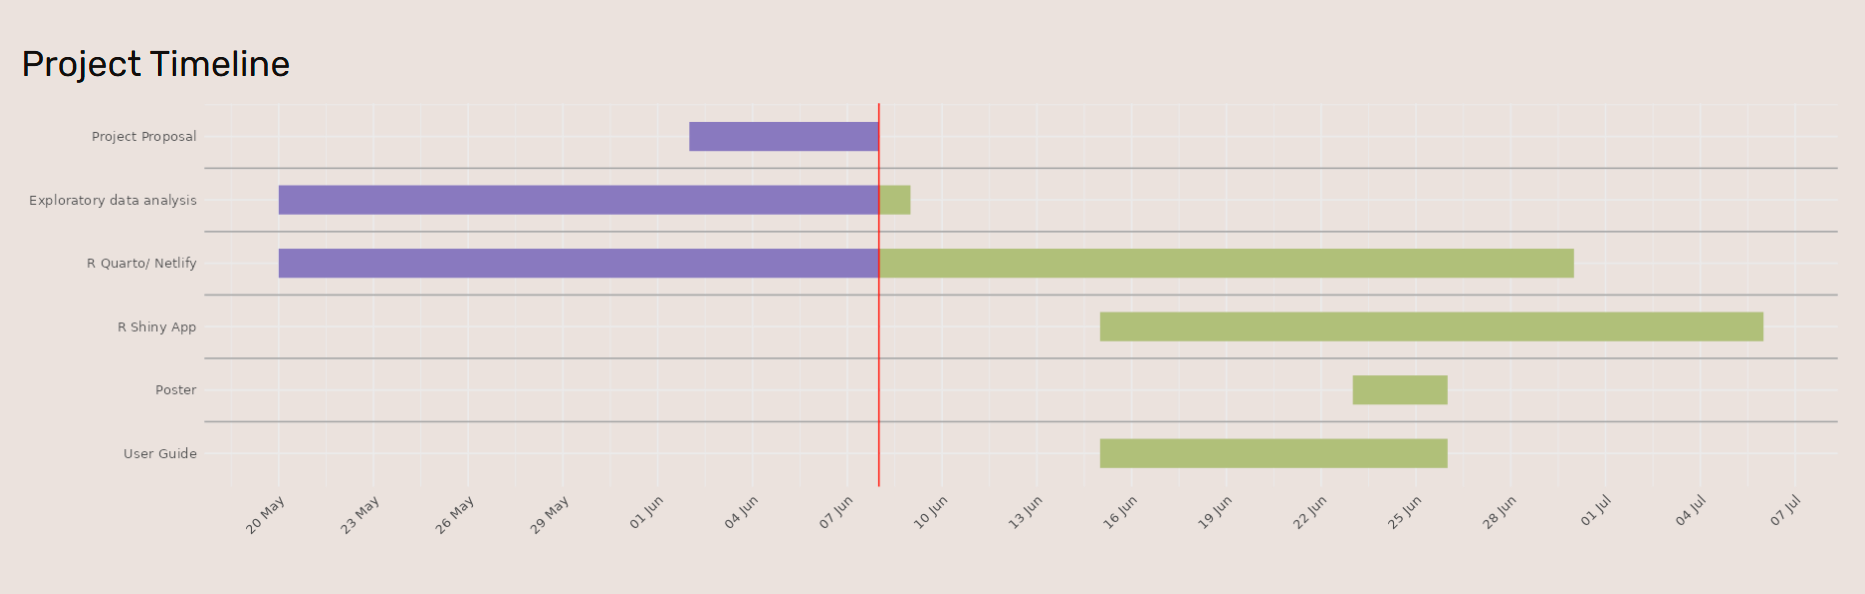 Project Timeline
Project Proposal
Exploratory data analysis
R Quarto/ Netlify
R Shiny App
Poster
User Guide
20 May 23 May 26 May 29 May 01 Jun 04 Jun 07 Jun 10 Jun 13 Jun 16 Jun 19 Jun 22 Jun 25 Jun 28 Jun 01 Jul 04 Jul 07 Jul